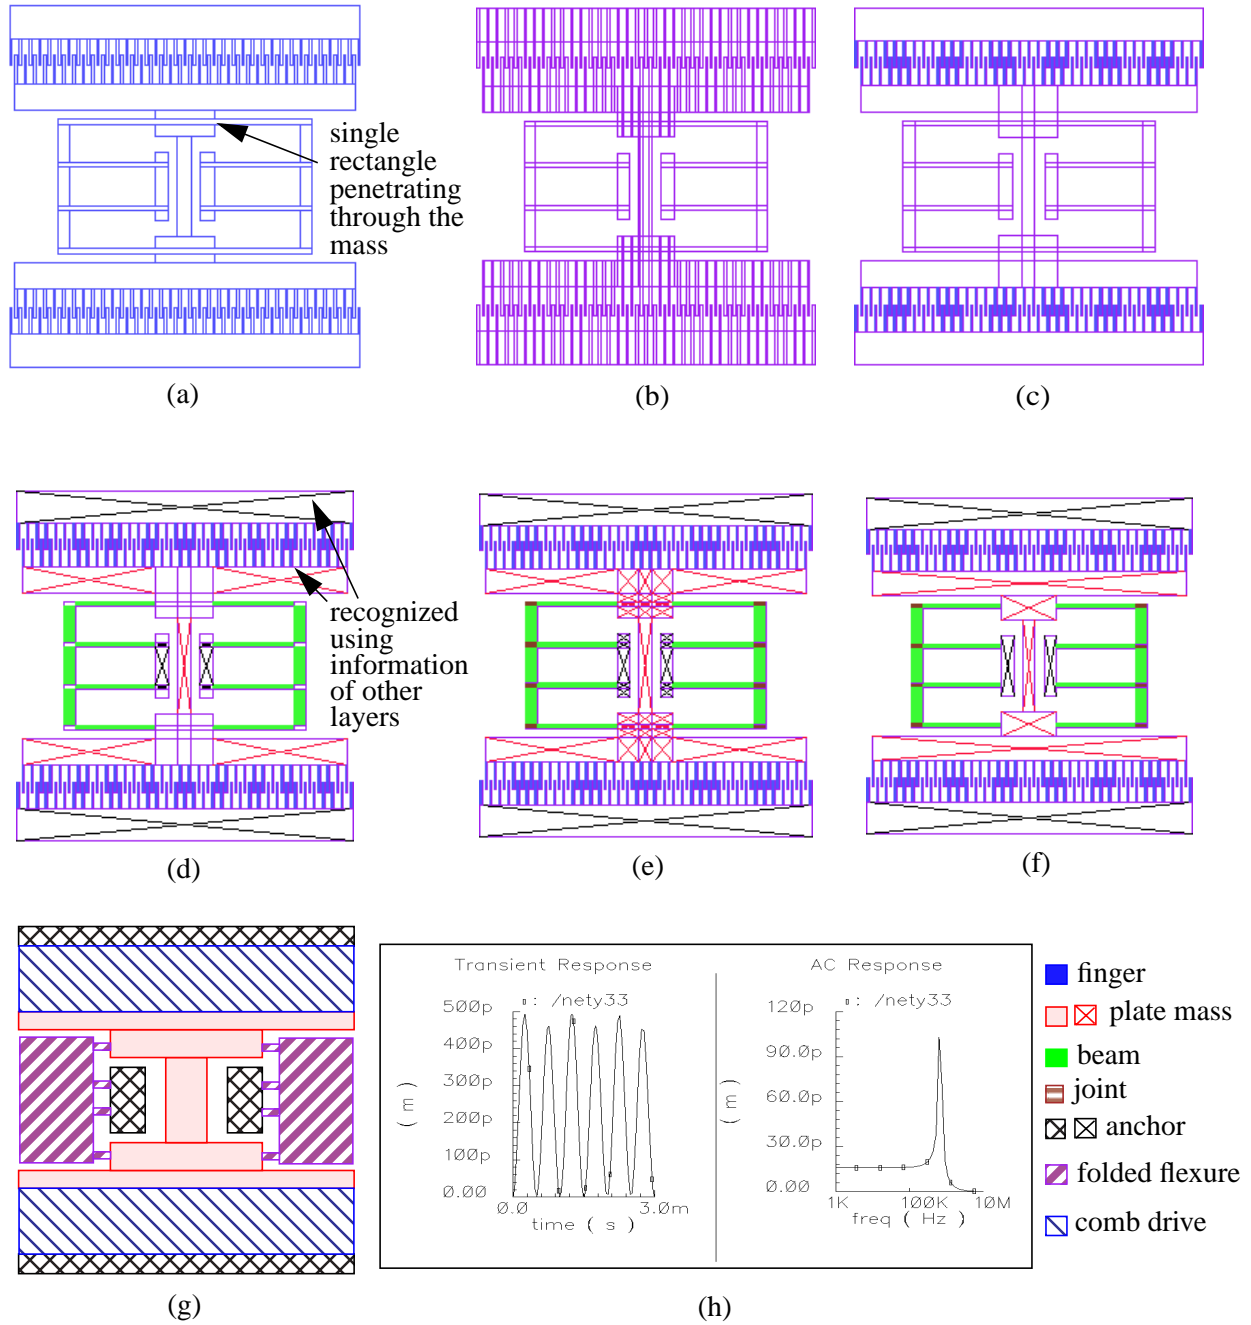 single
rectangle
penetrating
through the
mass
(a)
(b)
(c)
recognized
using
information
of other
layers
(d)
(e)
(f)
(g)
Transient Response
: /nety33
500p
400p
300p
200p
100p
0.00
( m )
0.0
3.0m
time ( s )
AC Response
: /nety33
120p
90.0p
60.0p
30.0p
0.00
( m )
1K
100K
10M
freq ( Hz )
(h)
finger
plate mass
beam
joint
anchor
folded flexure
comb drive